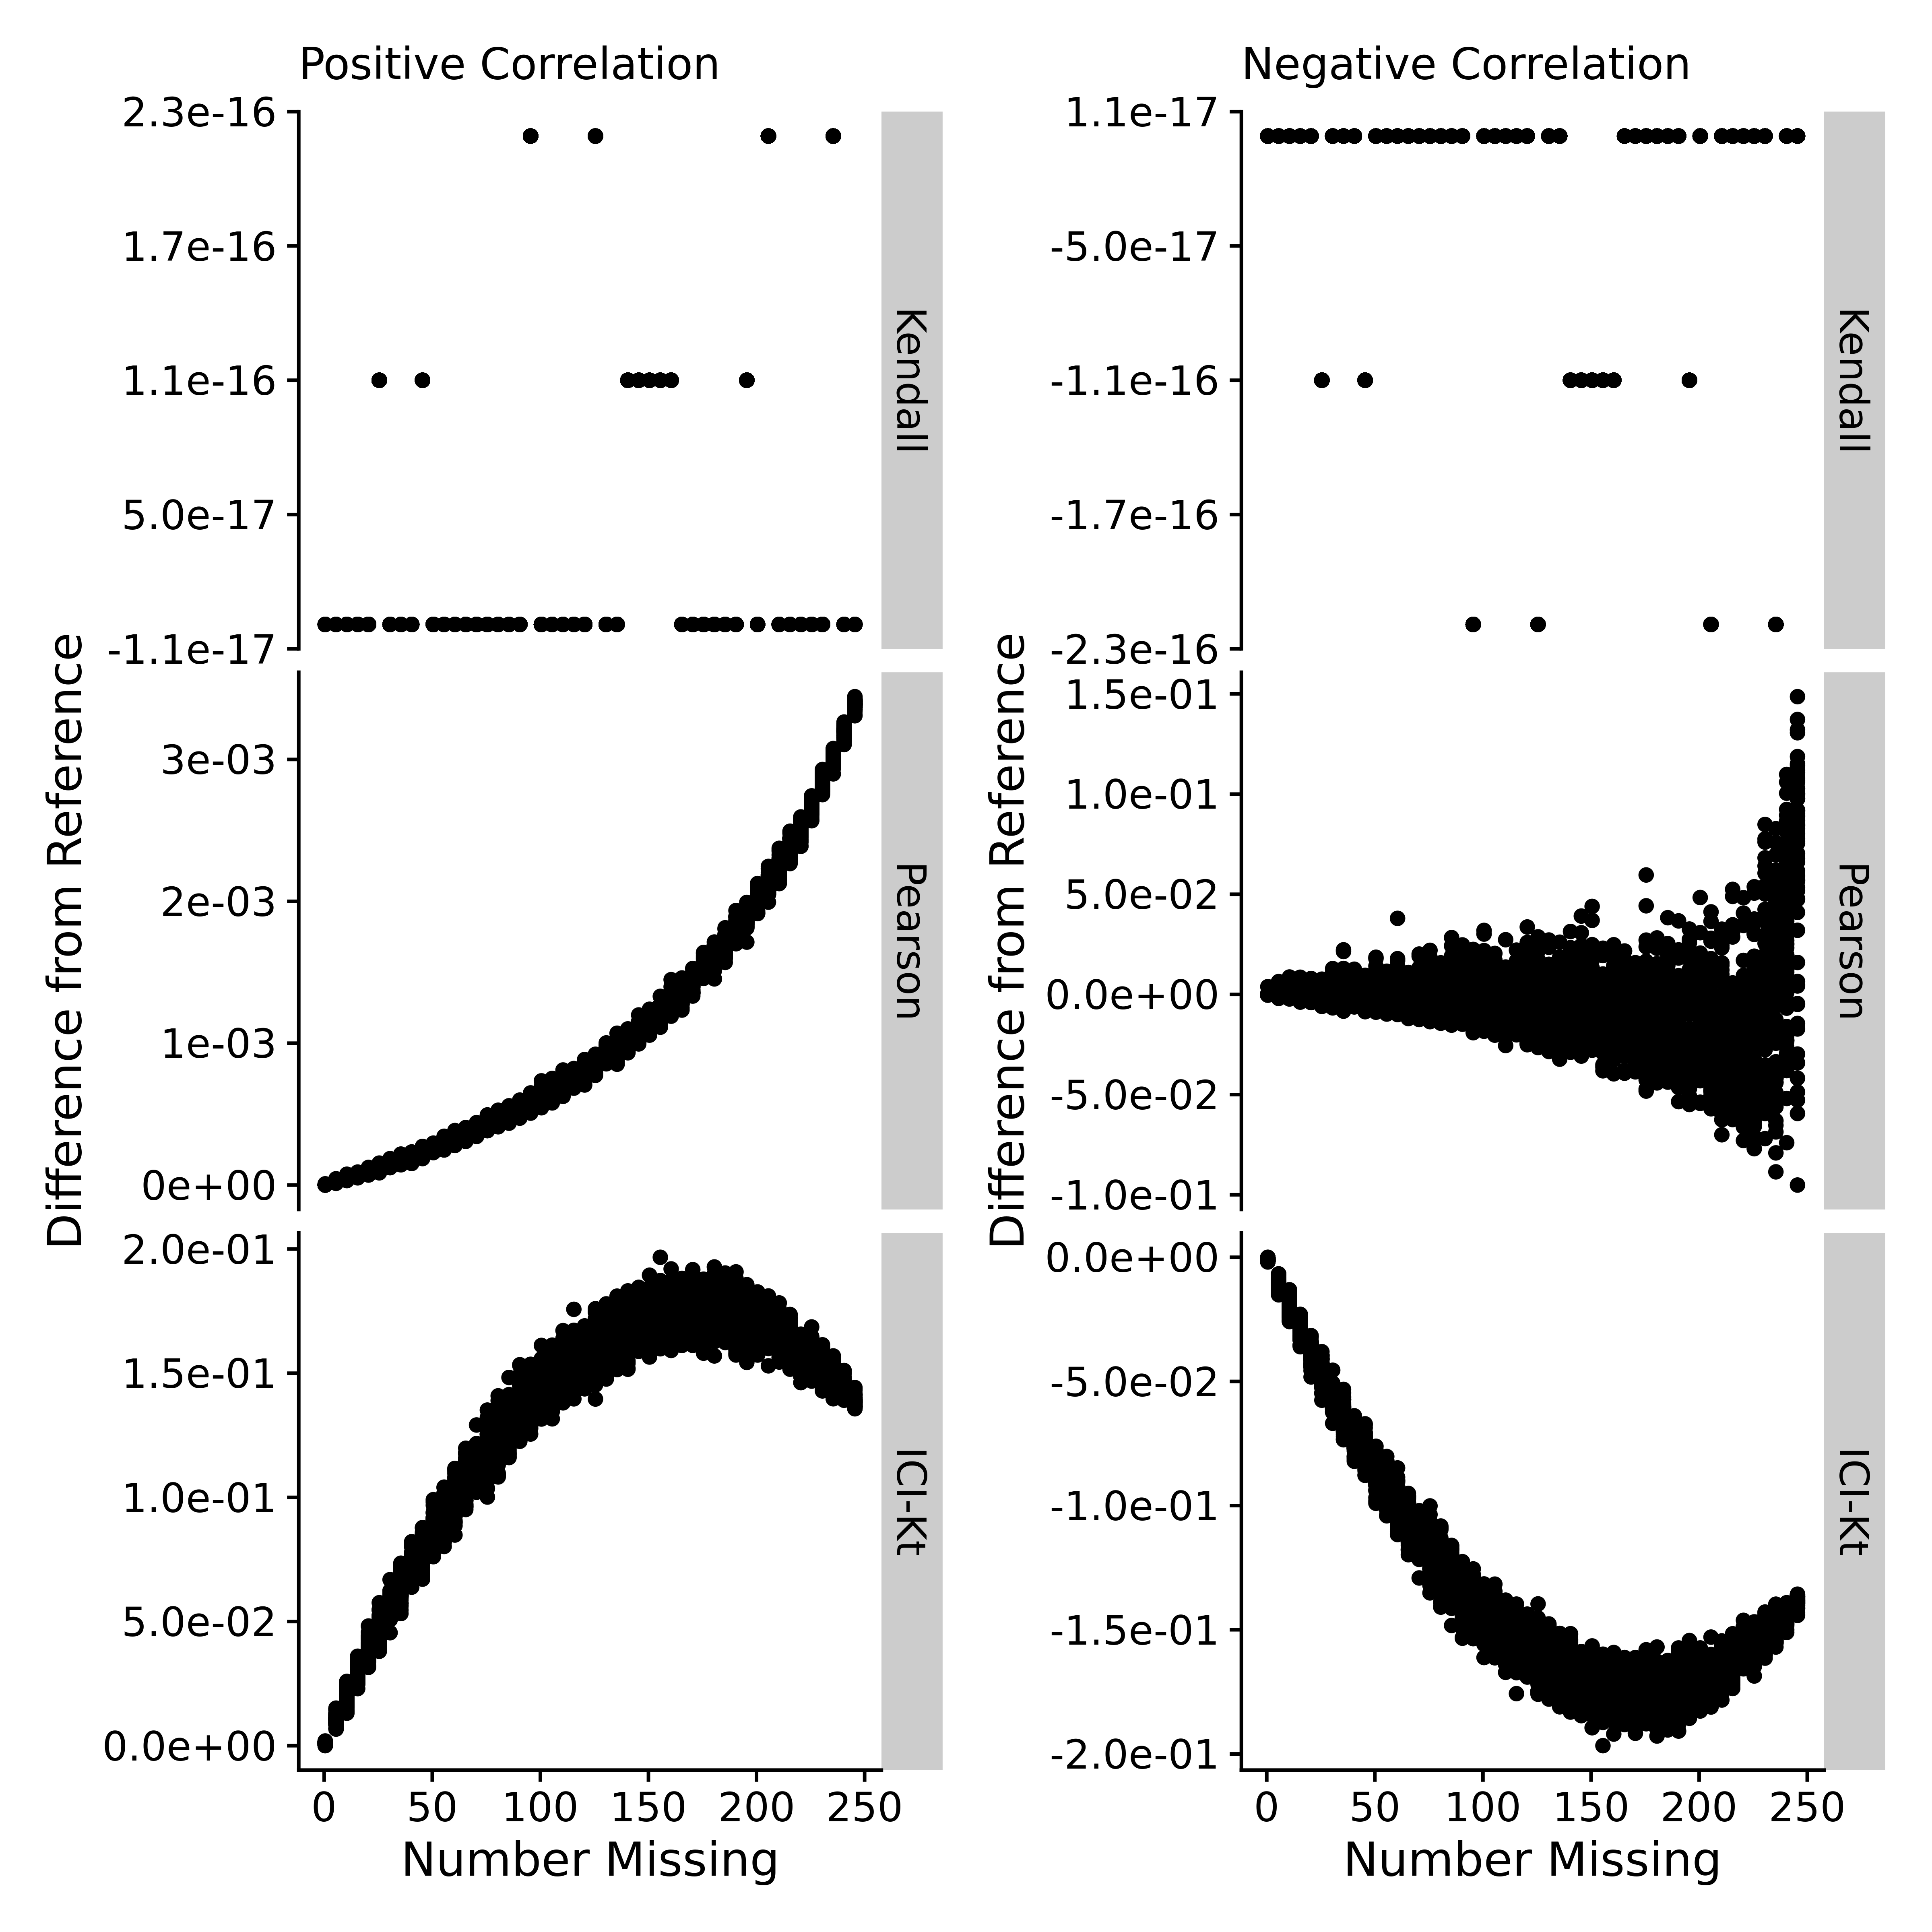 Positive Correlation
2.3e-16
1.7e-16
1.1e-16
5.0e-17
-1.1e-17
Kendall
3e-03
2e-03
1e-03
0e+00
Pearson
2.0e-01
1.5e-01
1.0e-01
5.0e-02
0.0e+00
ICI-Kt
Difference from Reference
0 50 100 150 200 250
Number Missing
Negative Correlation
1.1e-17
-5.0e-17
-1.1e-16
-1.7e-16
-2.3e-16
Kendall
1.5e-01
1.0e-01
5.0e-02
0.0e+00
-5.0e-02
-1.0e-01
Pearson
0.0e+00
-5.0e-02
-1.0e-01
-1.5e-01
-2.0e-01
ICI-Kt
Difference from Reference
0 50 100 150 200 250
Number Missing